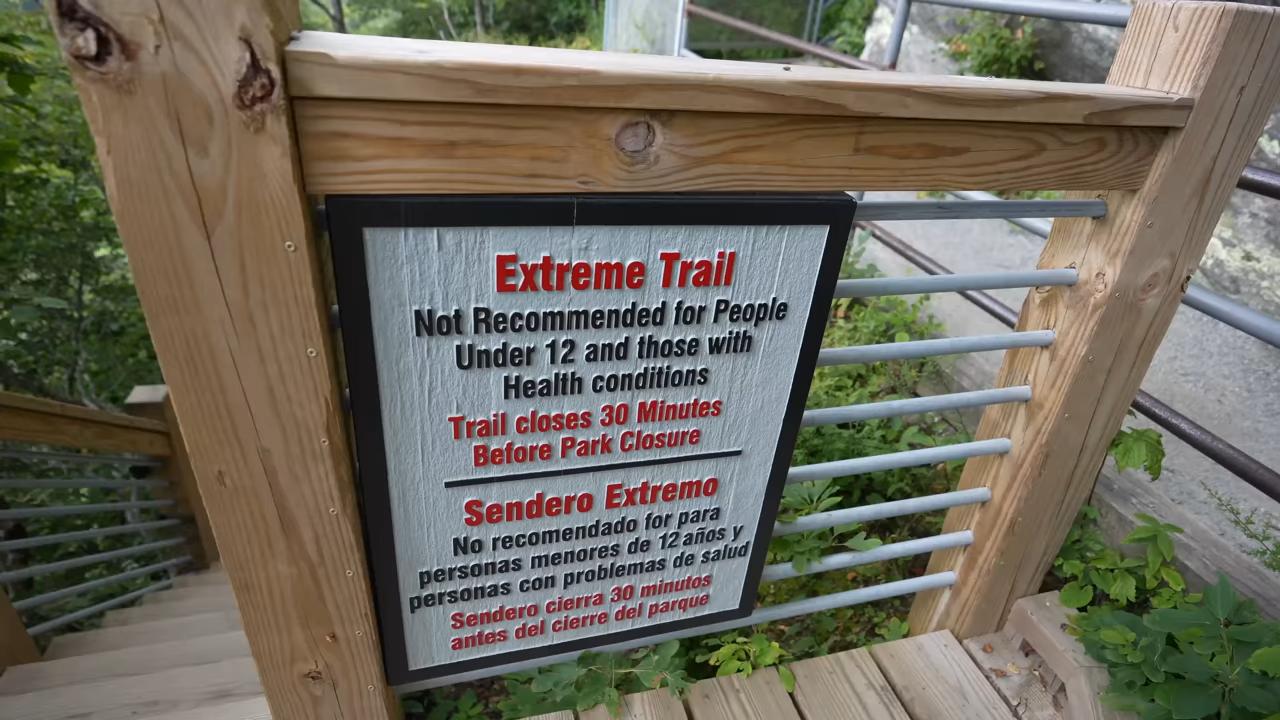 Extreme Trail
Not Recommended for People
Under 12 and those with
Health conditions
Trail closes 30 Minutes
Before Park Closure
Sendero Extremo
No recomendado for para
personas menores de 12 años y
personas con problemas de salud
Sendero cierra 30 minutos
antes del cierre del parque